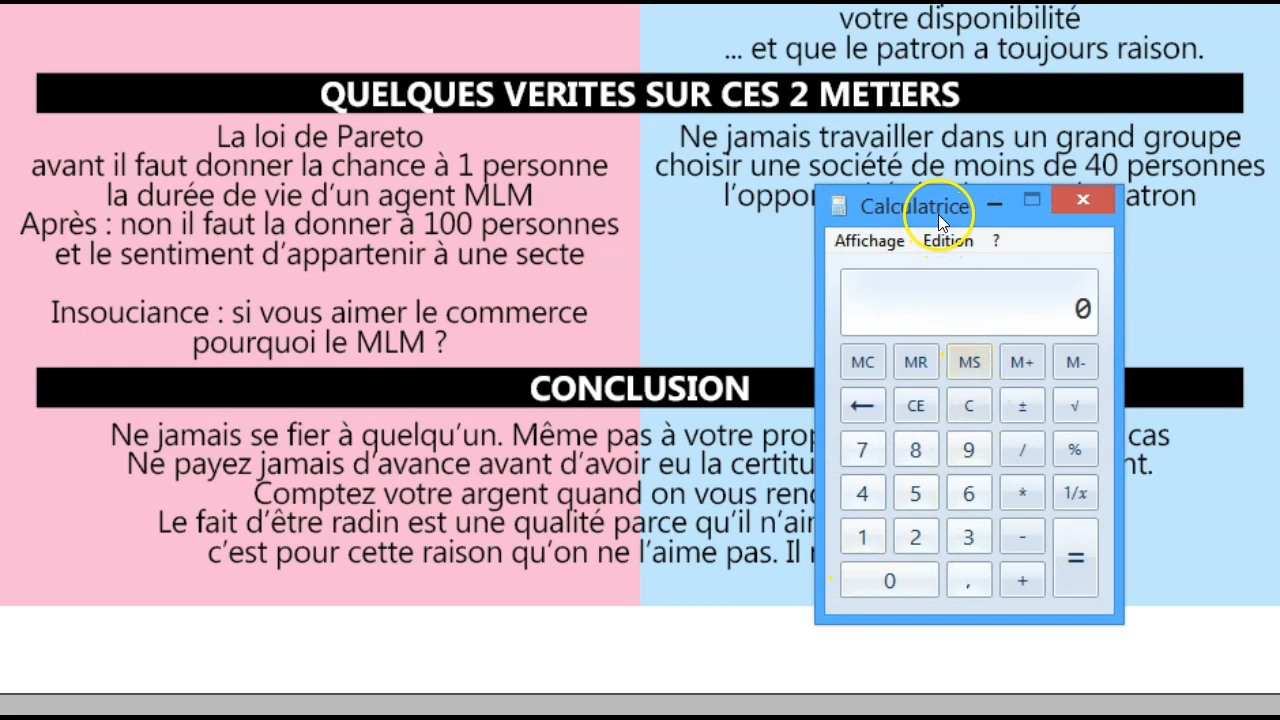 votre disponibilité
... et que le patron a toujours raison.
QUELQUES VERITES SUR CES 2 METIERS
La loi de Pareto
avant il faut donner la chance à 1 personne
la durée de vie d'un agent MLM
Après : non il faut la donner à 100 personnes
et le sentiment d'appartenir à une secte
Insouciance : si vous aimer le commerce
pourquoi le MLM ?
Ne jamais travailler dans un grand groupe
choisir une société de moins de 40 personnes
CONCLUSION
Ne jamais se fier à quelqu'un. Même pas à votre cas
Ne payez jamais d'avance avant d'avoir eu la
Comptez votre argent quand on vous
Le fait d'être radin est une qualité parce qu'il
c'est pour cette raison qu'on ne l'aime pas. Il
Calculatrice
Affichage Edition ?
0
MC MR MS M+ M-
← CE C ± √
7 8 9 / %
4 5 6 * 1/x
1 2 3 - =
0 , +